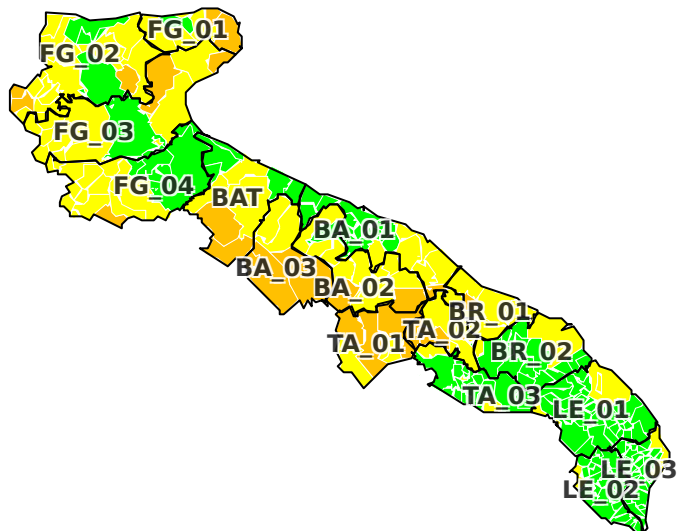 FG_01
FG_02
FG_03
FG_04
BAT
BA_01
BA_03
BA_02
BR_01
TA_02
TA_01
BR_02
TA_03
LE_01
LE_03
LE_02